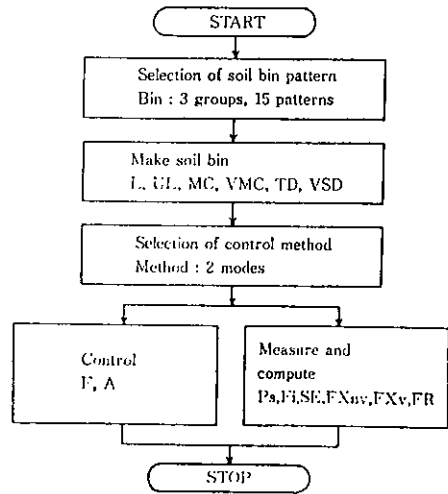 START
Selection of soil bin pattern
Bin : 3 groups, 15 patterns
Make soil bin
L, UL, MC, VMC, TD, VSD
Selection of control method
Method : 2 modes
Control
F, A
Measure and
compute
Ps,Fi,SE,FXnv,FXv,FR
STOP